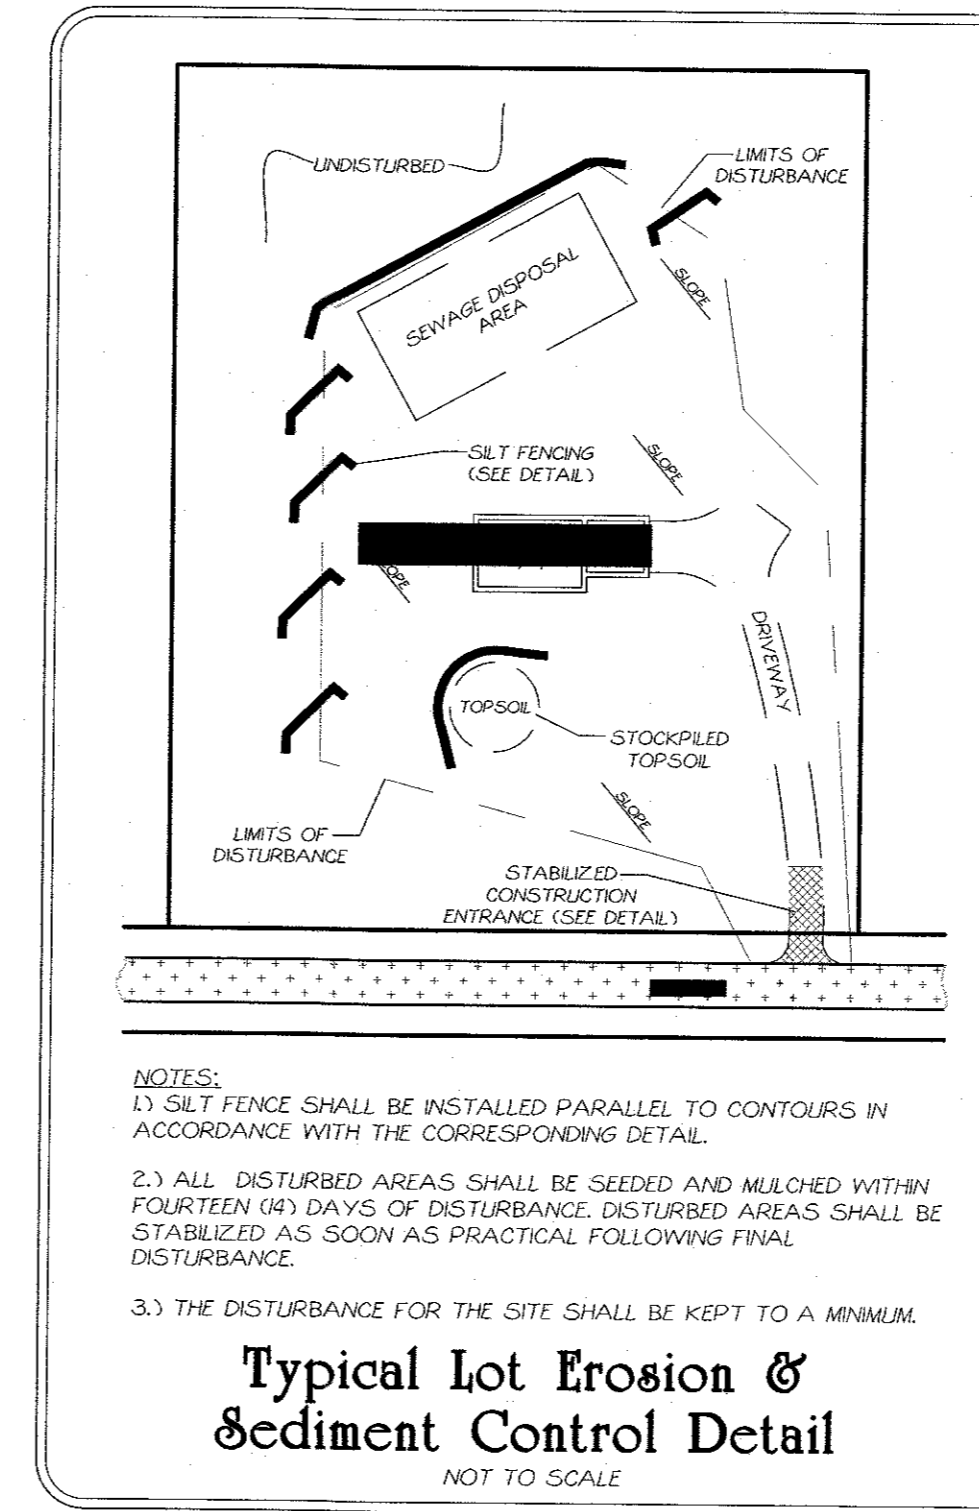 UNDISTURBED
LIMITS OF
DISTURBANCE
SLOPE
SEWAGE DISPOSAL
AREA
SILT FENCING
(SEE DETAIL)
SLOPE
DRIVEWAY
TOPSOIL
STOCKPILED
TOPSOIL
SLOPE
LIMITS OF
DISTURBANCE
STABILIZED
CONSTRUCTION
ENTRANCE (SEE DETAIL)
NOTES:
1.) SILT FENCE SHALL BE INSTALLED PARALLEL TO CONTOURS IN
ACCORDANCE WITH THE CORRESPONDING DETAIL.
2.) ALL DISTURBED AREAS SHALL BE SEEDED AND MULCHED WITHIN
FOURTEEN (14) DAYS OF DISTURBANCE. DISTURBED AREAS SHALL BE
STABILIZED AS SOON AS PRACTICAL FOLLOWING FINAL
DISTURBANCE.
3.) THE DISTURBANCE FOR THE SITE SHALL BE KEPT TO A MINIMUM.
Typical Lot Erosion &
Sediment Control Detail
NOT TO SCALE